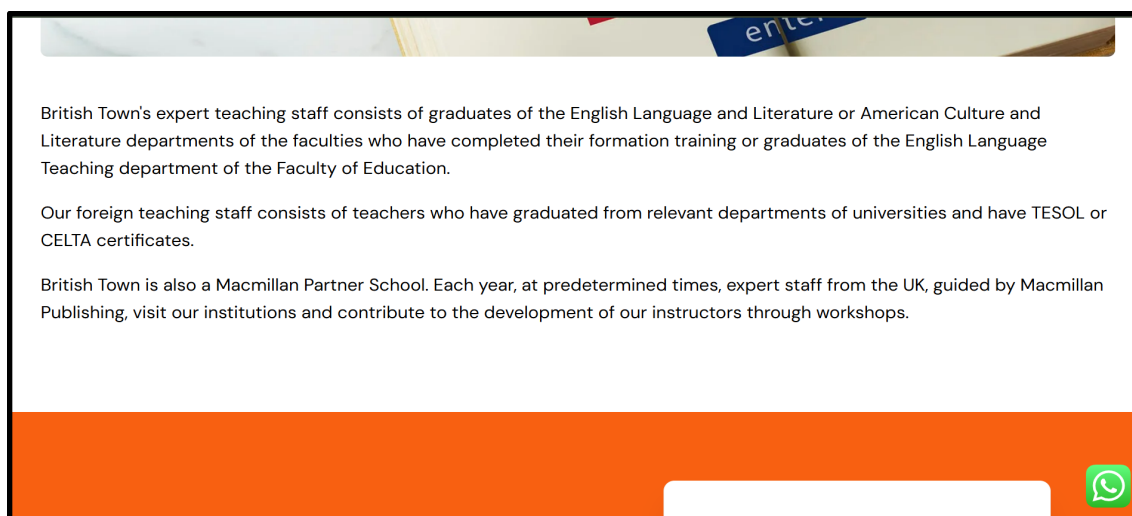 British Town's expert teaching staff consists of graduates of the English Language and Literature or American Culture and
Literature departments of the faculties who have completed their formation training or graduates of the English Language
Teaching department of the Faculty of Education.
Our foreign teaching staff consists of teachers who have graduated from relevant departments of universities and have TESOL or
CELTA certificates.
British Town is also a Macmillan Partner School. Each year, at predetermined times, expert staff from the UK, guided by Macmillan
Publishing, visit our institutions and contribute to the development of our instructors through workshops.